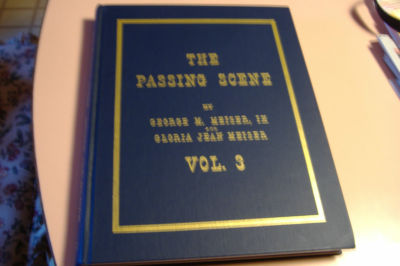 THE
PASSING SCENE
BY
GEORGE M. MEISER, IX
AND
GLORIA JEAN MEISER
VOL. 3